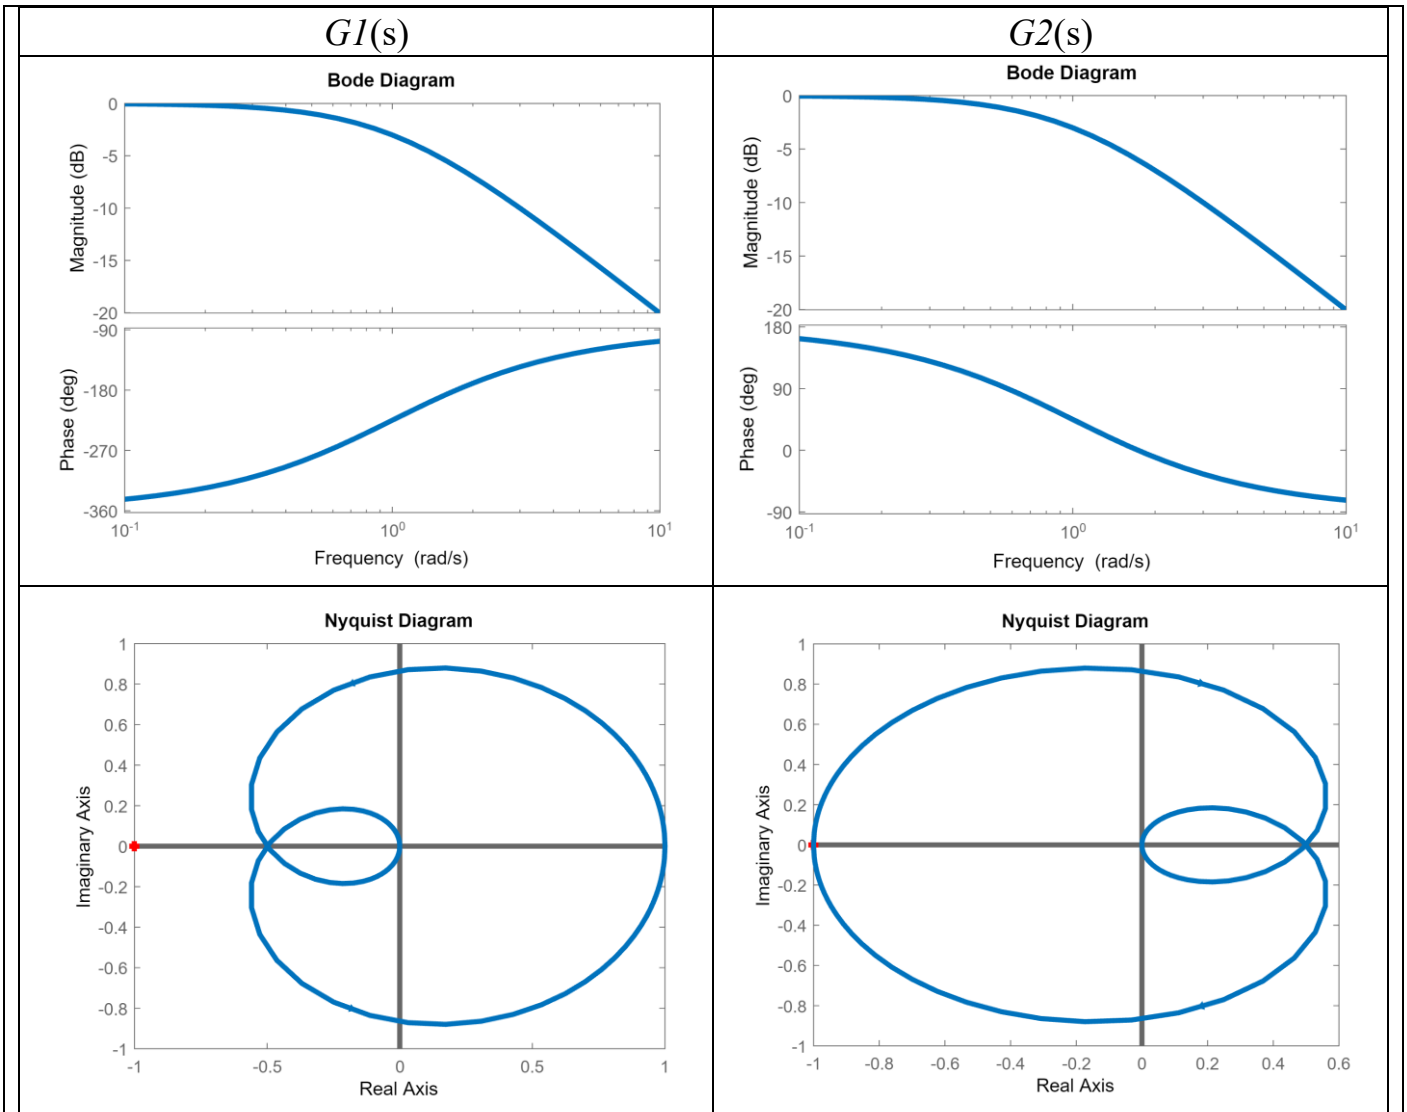 G1(s)
G2(s)
Bode Diagram
0
-5
-10
-15
-20
Magnitude (dB)
-90
-180
-270
-360
Phase (deg)
10-1
100
101
Frequency (rad/s)
Bode Diagram
0
-5
-10
-15
-20
Magnitude (dB)
180
90
0
-90
Phase (deg)
10-1
100
101
Frequency (rad/s)
Nyquist Diagram
1
0.8
0.6
0.4
0.2
0
-0.2
-0.4
-0.6
-0.8
-1
Imaginary Axis
-1 -0.5 0 0.5 1
Real Axis
Nyquist Diagram
1
0.8
0.6
0.4
0.2
0
-0.2
-0.4
-0.6
-0.8
-1
Imaginary Axis
-1 -0.8 -0.6 -0.4 -0.2 0 0.2 0.4 0.6
Real Axis